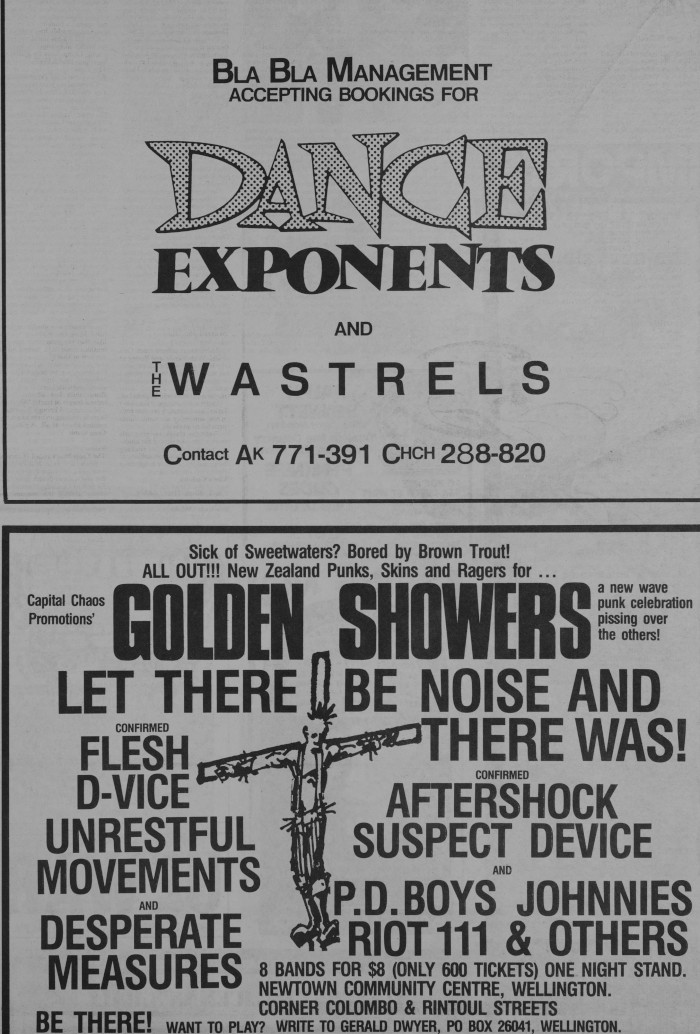 BLA BLA MANAGEMENT
ACCEPTING BOOKINGS FOR
DANCE
EXPONENTS
AND
THE WASTRELS
Contact AK 771-391 CHCH 288-820
Sick of Sweetwaters? Bored by Brown Trout!
ALL OUT!!! New Zealand Punks, Skins and Ragers for ...
Capital Chaos
Promotions'
GOLDEN SHOWERS
a new wave
punk celebration
pissing over
the others!
LET THERE BE NOISE AND
THERE WAS!
CONFIRMED
FLESH
D-VICE
UNRESTFUL
MOVEMENTS
AND
DESPERATE
MEASURES
CONFIRMED
AFTERSHOCK
SUSPECT DEVICE
AND
P.D. BOYS JOHNNIES
RIOT 111 & OTHERS
8 BANDS FOR $8 (ONLY 600 TICKETS) ONE NIGHT STAND.
NEWTOWN COMMUNITY CENTRE, WELLINGTON.
CORNER COLOMBO & RINTOUL STREETS
BE THERE! WANT TO PLAY? WRITE TO GERALD DWYER, PO BOX 26041, WELLINGTON.